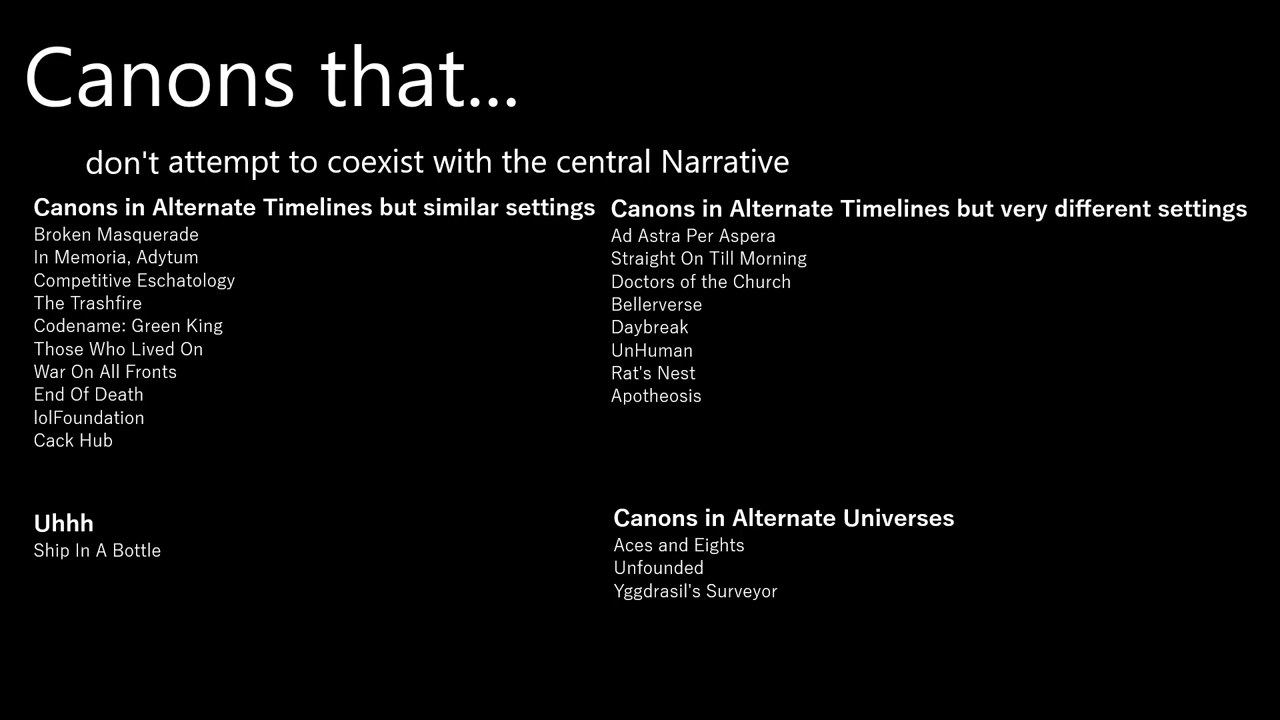 Canons that...
don't attempt to coexist with the central Narrative
Canons in Alternate Timelines but similar settings
Broken Masquerade
In Memoria, Adytum
Competitive Eschatology
The Trashfire
Codename: Green King
Those Who Lived On
War On All Fronts
End Of Death
lolFoundation
Cack Hub
Canons in Alternate Timelines but very different settings
Ad Astra Per Aspera
Straight On Till Morning
Doctors of the Church
Bellerverse
Daybreak
UnHuman
Rat's Nest
Apotheosis
Uhhh
Ship In A Bottle
Canons in Alternate Universes
Aces and Eights
Unfounded
Yggdrasil's Surveyor